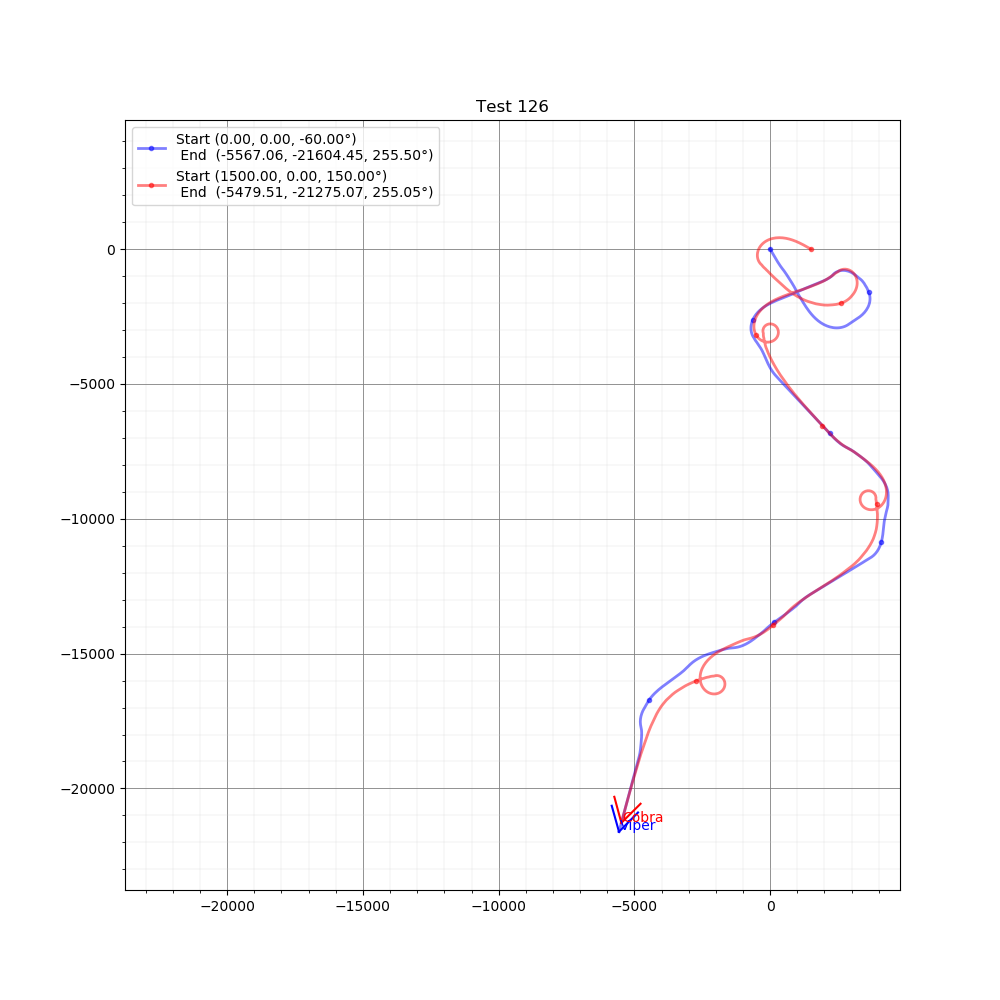 Test 126
Start (0.00, 0.00, -60.00°)
End (-5567.06, -21604.45, 255.50°)
Start (1500.00, 0.00, 150.00°)
End (-5479.51, -21275.07, 255.05°)
0
−5000
−10000
−15000
−20000
Cobra
Viper
−20000 −15000 −10000 −5000 0